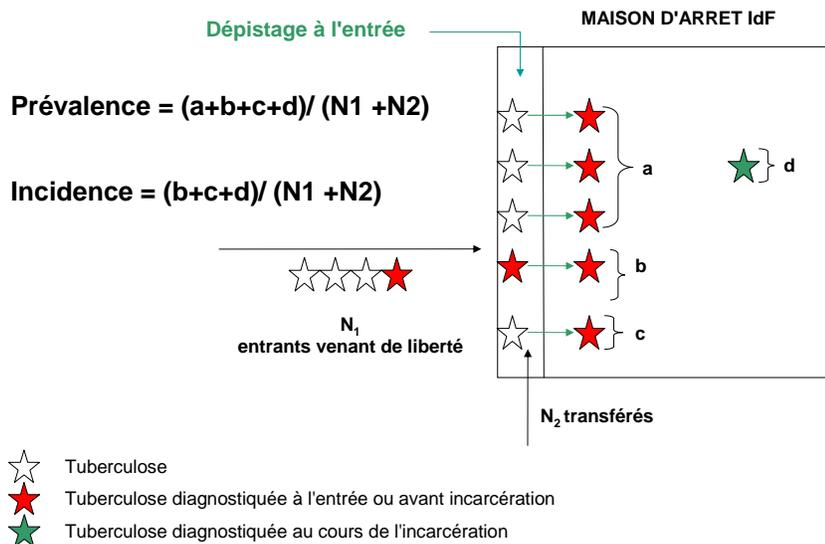 MAISON D'ARRET IdF
Dépistage à l'entrée
Prévalence = (a+b+c+d)/ (N1 +N2)
a
d
Incidence = (b+c+d)/ (N1 +N2)
b
N1
entrants venant de liberté
c
N2 transférés
Tuberculose
Tuberculose diagnostiquée à l'entrée ou avant incarcération
Tuberculose diagnostiquée au cours de l'incarcération